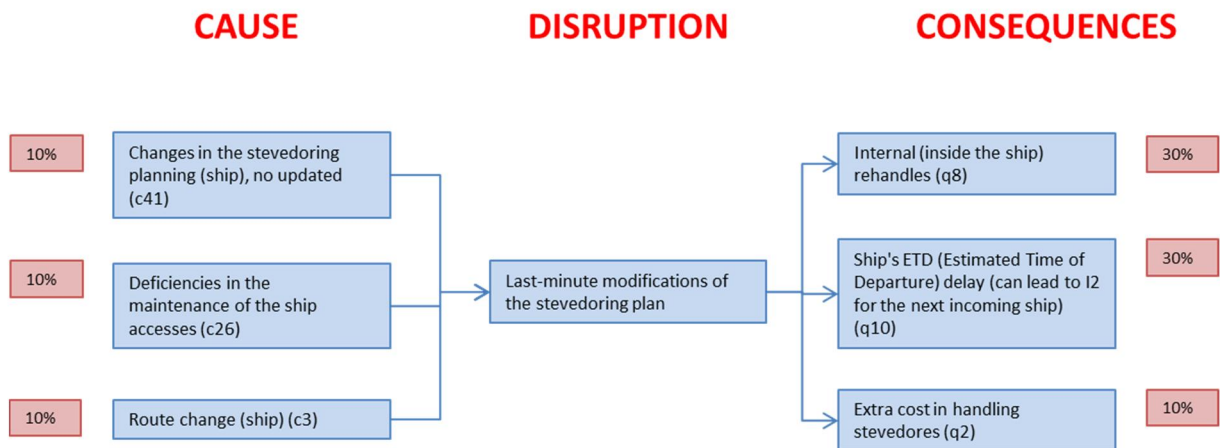 CAUSE
DISRUPTION
CONSEQUENCES
10%
Changes in the stevedoring
planning (ship), no updated
(c41)
10%
Deficiencies in the
maintenance of the ship
accesses (c26)
10%
Route change (ship) (c3)
Last-minute modifications of
the stevedoring plan
Internal (inside the ship)
rehandles (q8)
30%
Ship's ETD (Estimated Time of
Departure) delay (can lead to I2
for the next incoming ship)
(q10)
30%
Extra cost in handling
stevedores (q2)
10%